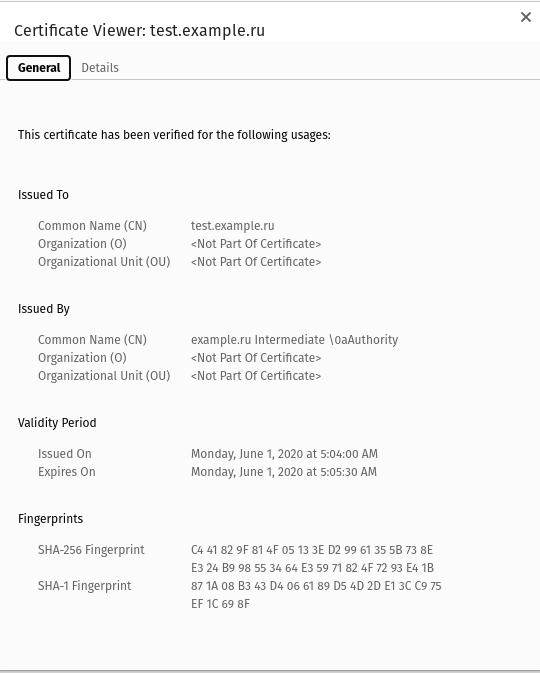 Certificate Viewer: test.example.ru
General Details
This certificate has been verified for the following usages:
Issued To
Common Name (CN) test.example.ru
Organization (O) <Not Part Of Certificate>
Organizational Unit (OU) <Not Part Of Certificate>
Issued By
Common Name (CN) example.ru Intermediate \0aAuthority
Organization (O) <Not Part Of Certificate>
Organizational Unit (OU) <Not Part Of Certificate>
Validity Period
Issued On Monday, June 1, 2020 at 5:04:00 AM
Expires On Monday, June 1, 2020 at 5:05:30 AM
Fingerprints
SHA-256 Fingerprint C4 41 82 9F 81 4F 05 13 3E D2 99 61 35 5B 73 8E
E3 24 B9 98 55 34 64 E3 59 71 82 4F 72 93 E4 1B
SHA-1 Fingerprint 87 1A 08 B3 43 D4 06 61 89 D5 4D 2D E1 3C C9 75
EF 1C 69 8F